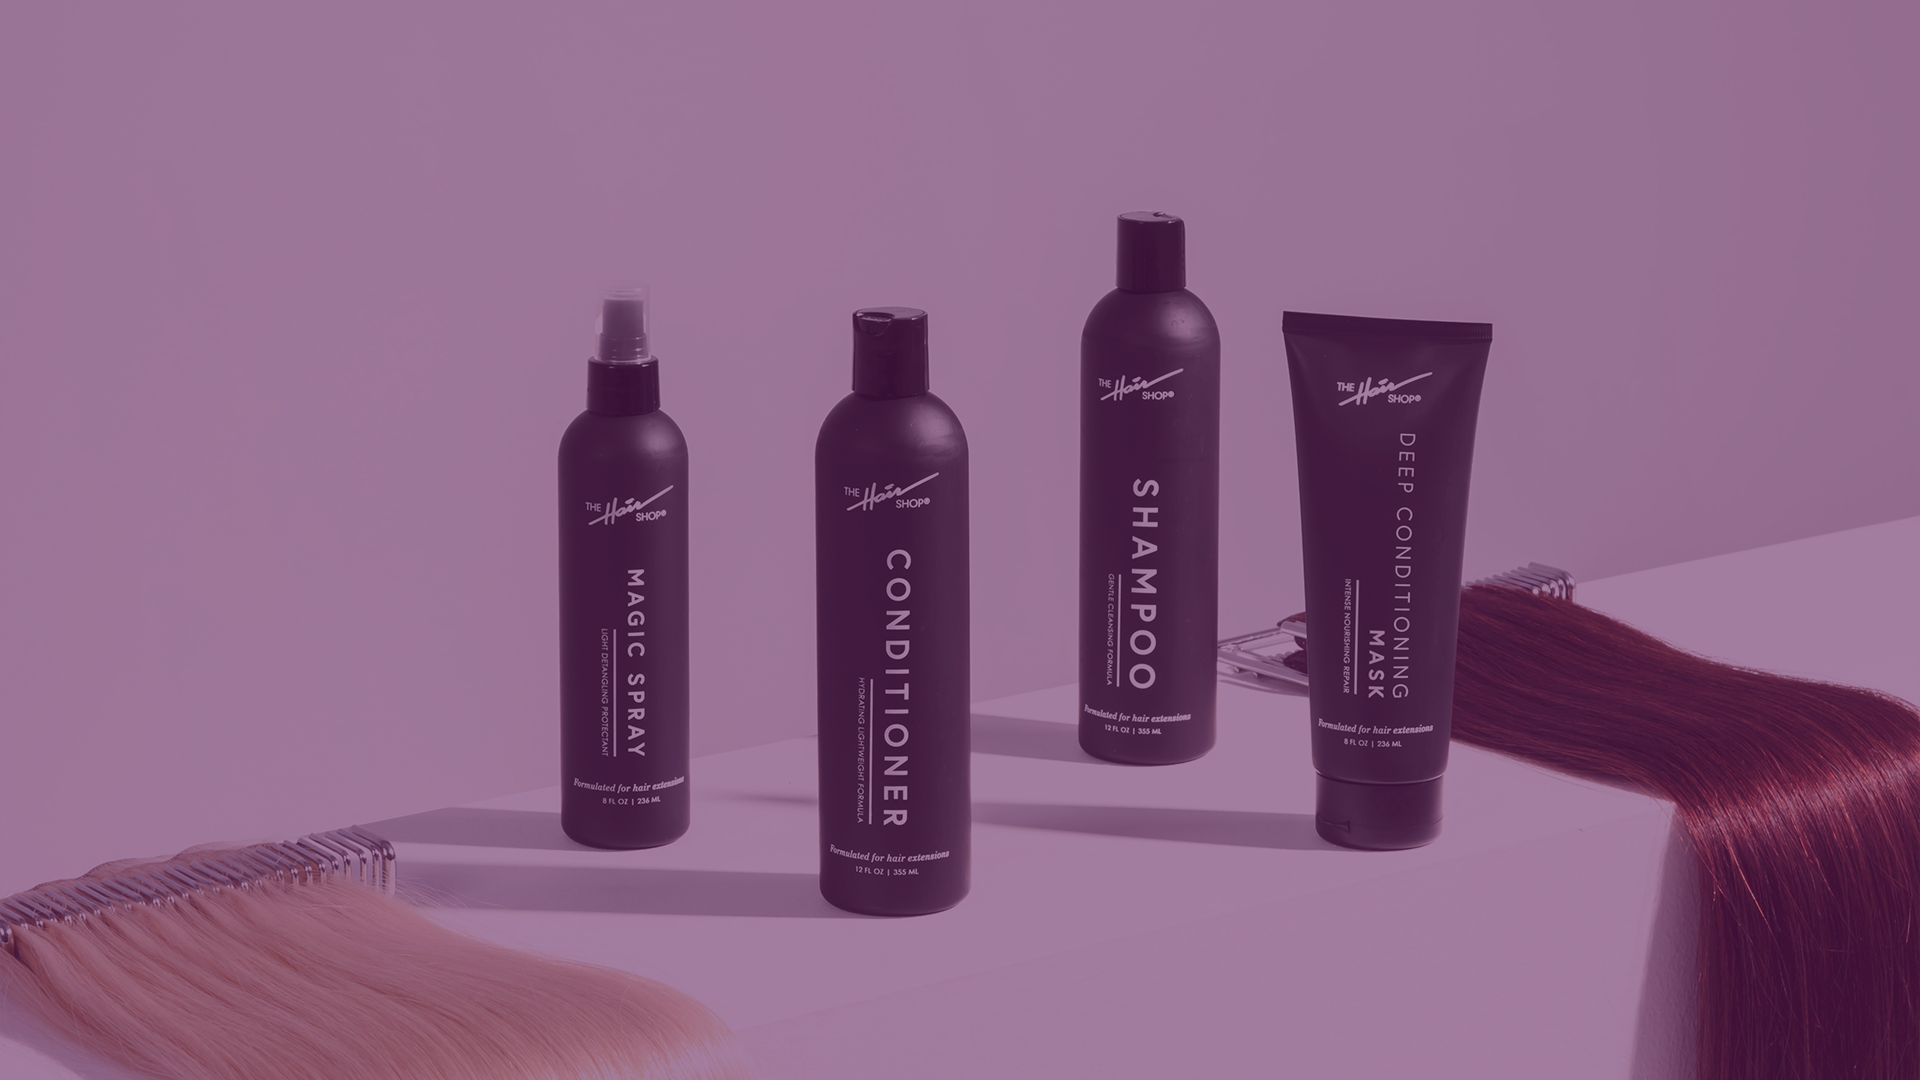 THE Hair SHOP®
MAGIC SPRAY
LIGHT DETANGLING PROTECTANT
Formulated for hair extensions
8 FL OZ | 236 ML
THE Hair SHOP®
CONDITIONER
HYDRATING LIGHTWEIGHT FORMULA
Formulated for hair extensions
12 FL OZ | 355 ML
THE Hair SHOP®
SHAMPOO
GENTLE CLEANSING FORMULA
Formulated for hair extensions
12 FL OZ | 355 ML
THE Hair SHOP®
DEEP CONDITIONING
MASK
INTENSE NOURISHING REPAIR
Formulated for hair extensions
8 FL OZ | 236 ML